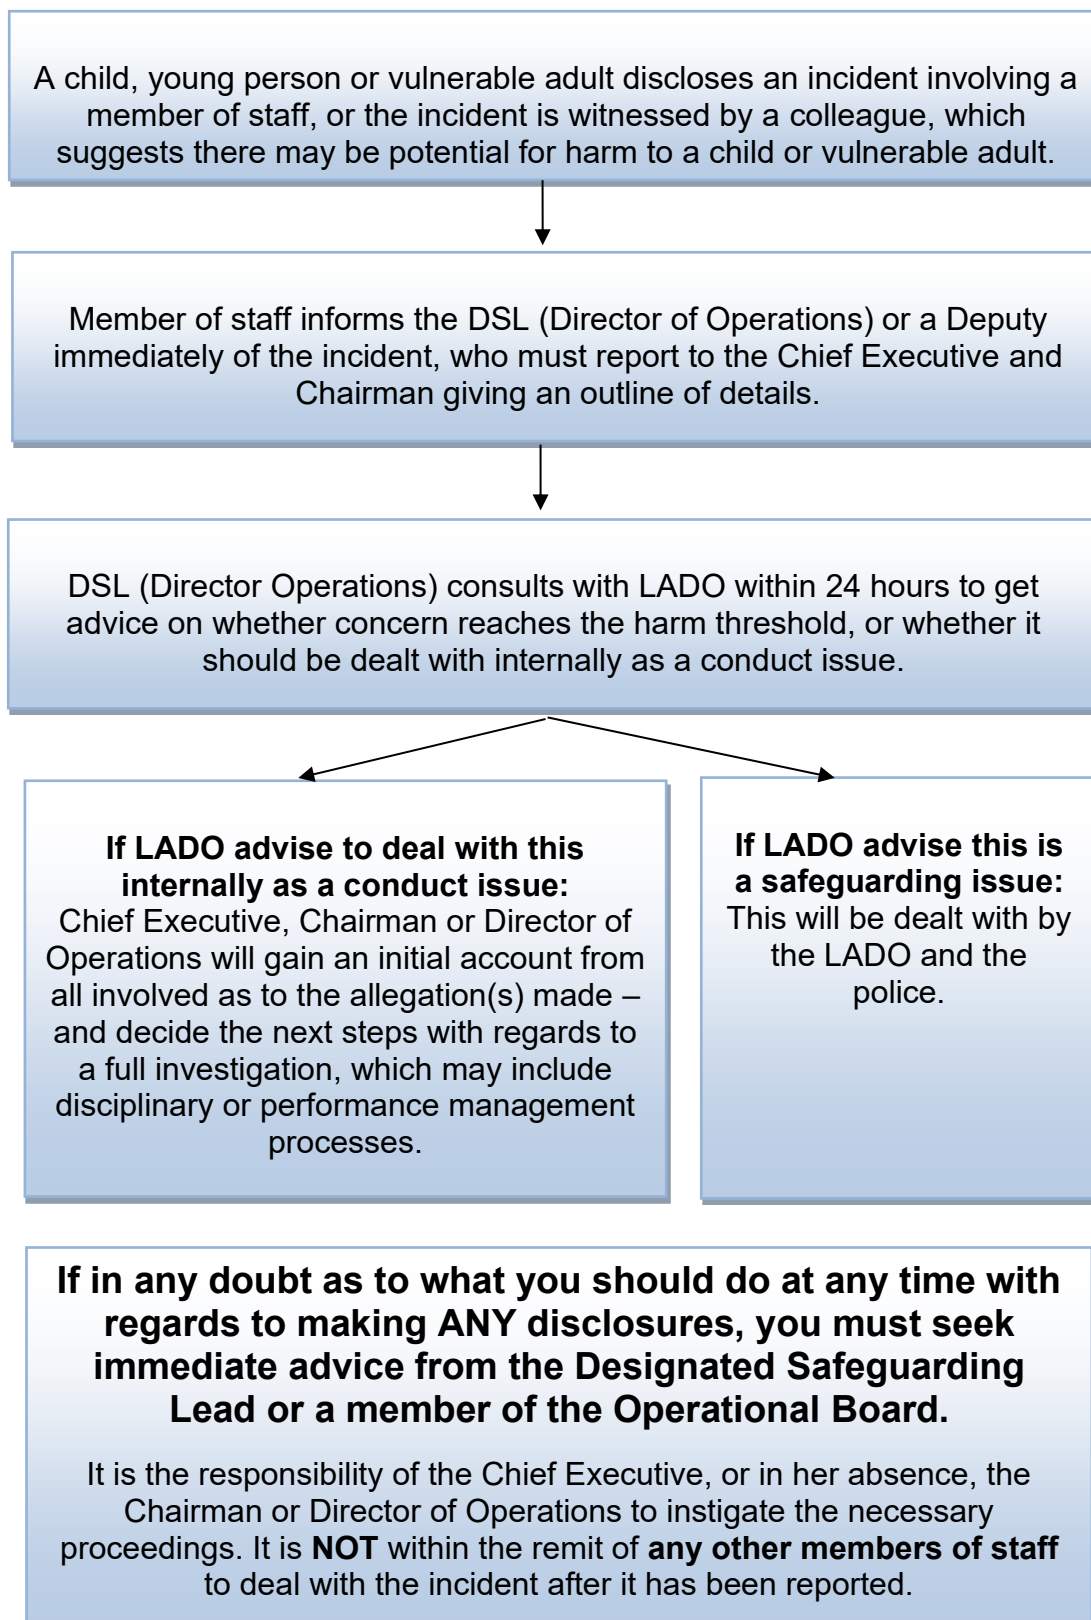 A child, young person or vulnerable adult discloses an incident involving a
member of staff, or the incident is witnessed by a colleague, which
suggests there may be potential for harm to a child or vulnerable adult.
Member of staff informs the DSL (Director of Operations) or a Deputy
immediately of the incident, who must report to the Chief Executive and
Chairman giving an outline of details.
DSL (Director Operations) consults with LADO within 24 hours to get
advice on whether concern reaches the harm threshold, or whether it
should be dealt with internally as a conduct issue.
If LADO advise to deal with this
internally as a conduct issue:
Chief Executive, Chairman or Director of
Operations will gain an initial account from
all involved as to the allegation(s) made –
and decide the next steps with regards to
a full investigation, which may include
disciplinary or performance management
processes.
If LADO advise this is
a safeguarding issue:
This will be dealt with by
the LADO and the
police.
If in any doubt as to what you should do at any time with
regards to making ANY disclosures, you must seek
immediate advice from the Designated Safeguarding
Lead or a member of the Operational Board.
It is the responsibility of the Chief Executive, or in her absence, the
Chairman or Director of Operations to instigate the necessary
proceedings. It is NOT within the remit of any other members of staff
to deal with the incident after it has been reported.